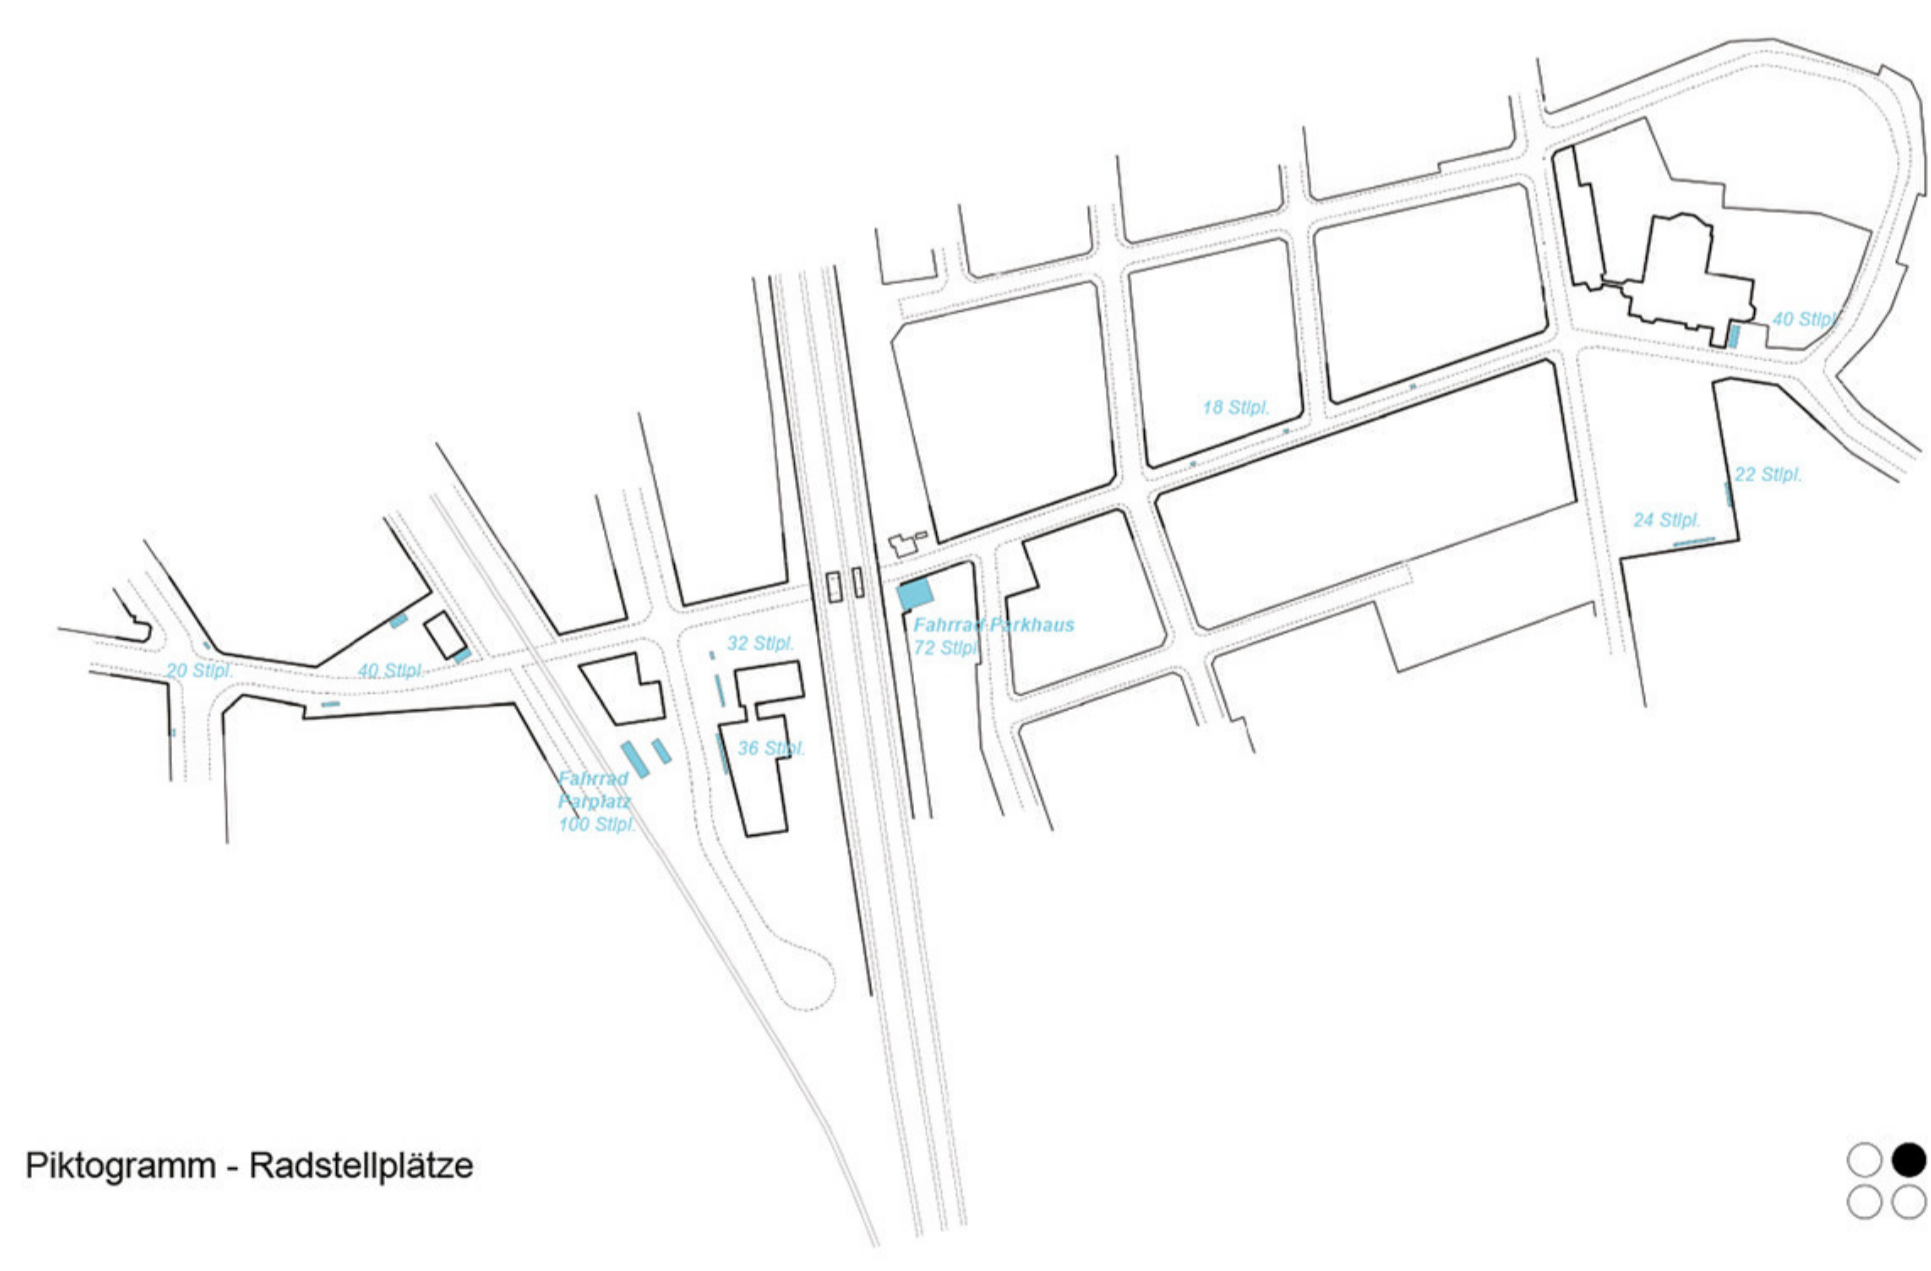 40 Stlpl.
18 Stlpl.
22 Stlpl.
24 Stlpl.
Fahrrad-Parkhaus
72 Stlpl.
32 Stlpl.
20 Stlpl.
40 Stlpl.
36 Stlpl.
Fahrrad
Parplatz
100 Stlpl.
Piktogramm - Radstellplätze